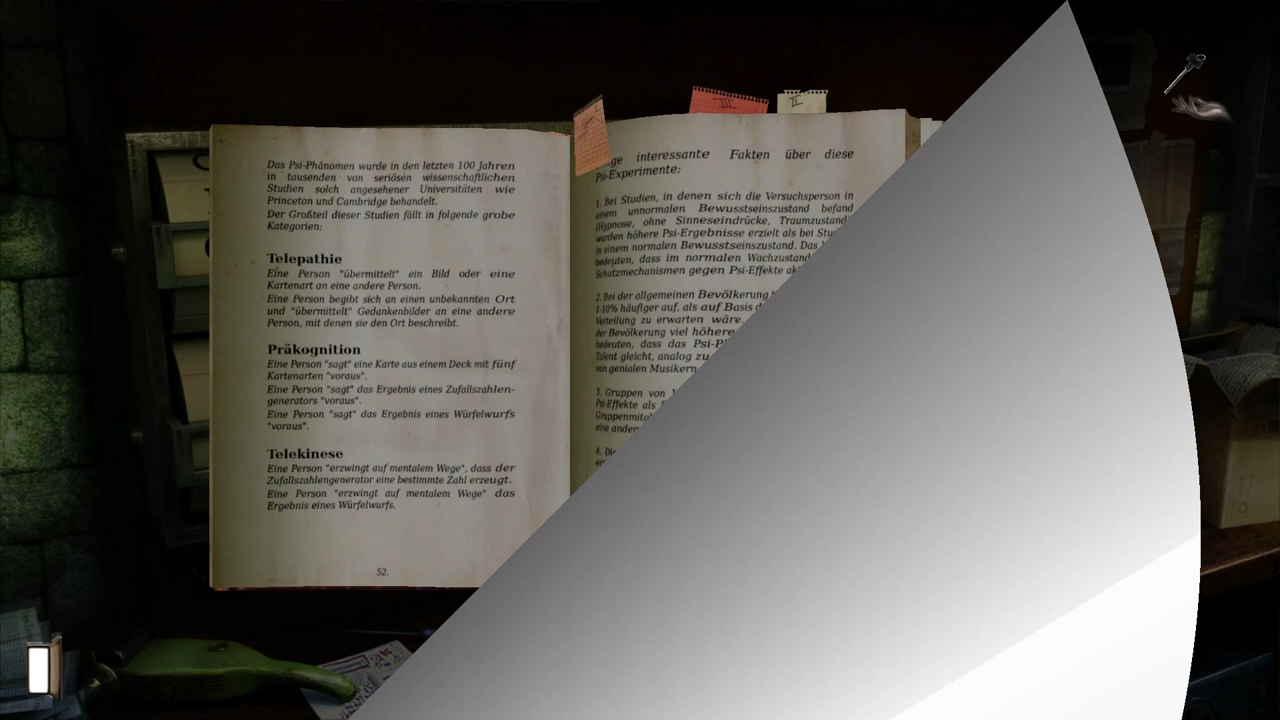 Das Psi-Phänomen wurde in den letzten 100 Jahren
in tausenden von seriösen wissenschaftlichen
Studien solch angesehener Universitäten wie
Princeton und Cambridge behandelt.
Der Großteil dieser Studien fällt in folgende grobe
Kategorien:
Telepathie
Eine Person "übermittelt" ein Bild oder eine
Kartenart an eine andere Person.
Eine Person begibt sich an einen unbekannten Ort
und "übermittelt" Gedankenbilder an eine andere
Person, mit denen sie den Ort beschreibt.
Präkognition
Eine Person "sagt" eine Karte aus einem Deck mit fünf
Kartenarten "voraus".
Eine Person "sagt" das Ergebnis eines Zufallszahlen-
generators "voraus".
Eine Person "sagt" das Ergebnis eines Würfelwurfs
"voraus".
Telekinese
Eine Person "erzwingt auf mentalem Wege", dass der
Zufallszahlengenerator eine bestimmte Zahl erzeugt.
Eine Person "erzwingt auf mentalem Wege" das
Ergebnis eines Würfelwurfs.
52.
III
II
interessante Fakten über diese
Psi-Experimente:
1. Bei Studien, in denen sich die Versuchsperson in
einem unnormalen Bewusstseinszustand befand
(Hypnose, ohne Sinneseindrücke, Traumzustand)
wurden höhere Psi-Ergebnisse erzielt als bei
in einem normalen Bewusstseinszustand. Das
bedeuten, dass im normalen Wachzustand
Schutzmechanismen gegen Psi-Effekte
2. Bei der allgemeinen Bevölkerung
1-10% häufiger auf, als auf Basis
Verteilung zu erwarten wäre.
der Bevölkerung viel höhere
bedeuten, dass das
Talent gleicht, analog zu
von genialen Musikern
3. Gruppen von
Psi-Effekte als
eine
4.